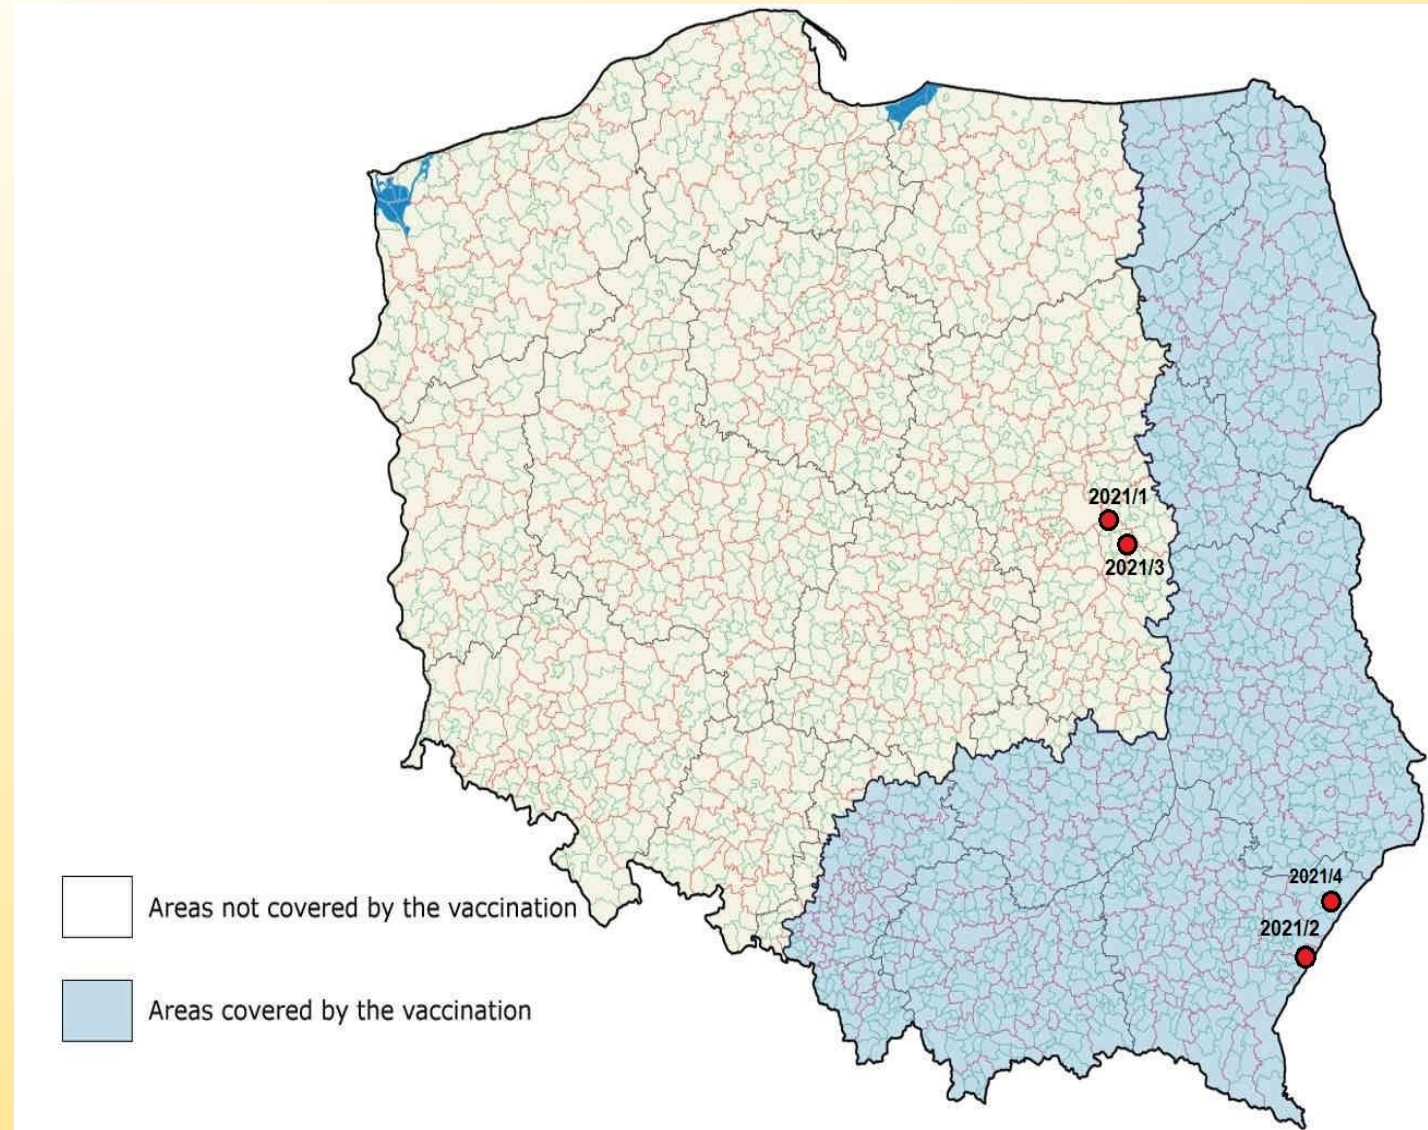 2021/1
2021/3
2021/4
2021/2
Areas not covered by the vaccination
Areas covered by the vaccination